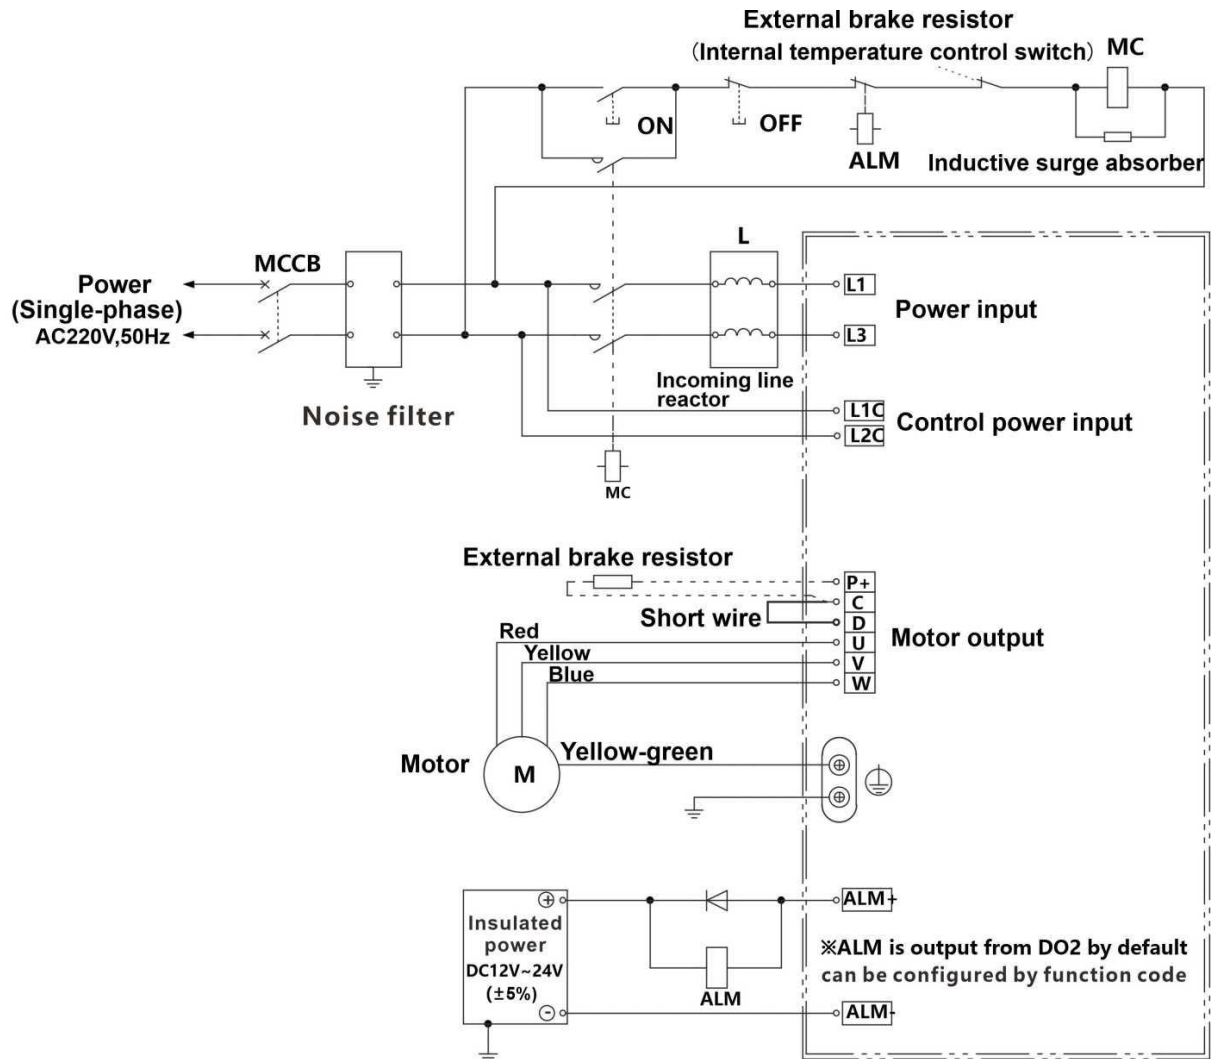 External brake resistor
（Internal temperature control switch） MC
ON
OFF
ALM
Inductive surge absorber
L
MCCB
Power
(Single-phase)
AC220V,50Hz
L1
Power input
L3
Incoming line
reactor
Noise filter
L1C
Control power input
L2C
MC
External brake resistor
P+
C
Short wire
D
Motor output
Red
U
Yellow
V
Blue
W
Motor
M
Yellow-green
Insulated
power
DC12V~24V
(±5%)
ALM
ALM+
※ALM is output from DO2 by default
can be configured by function code
ALM-